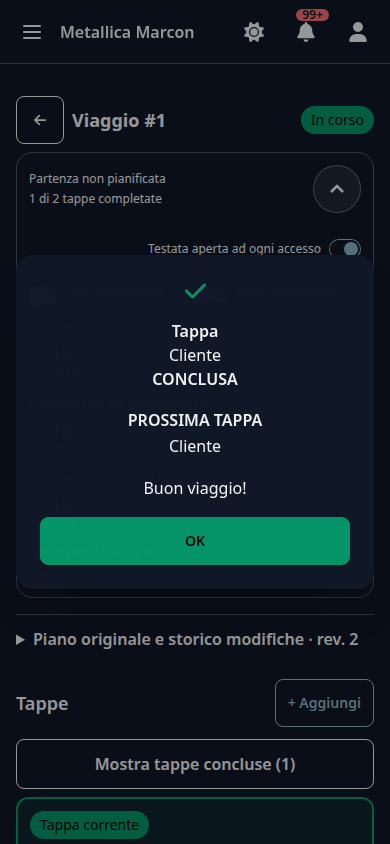 Metallica Marcon
99+
Viaggio #1
In corso
Partenza non pianificata
1 di 2 tappe completate
Testata aperta ad ogni accesso
Tappa
Cliente
CONCLUSA
PROSSIMA TAPPA
Cliente
Buon viaggio!
OK
Piano originale e storico modifiche · rev. 2
Tappe
+ Aggiungi
Mostra tappe concluse (1)
Tappa corrente